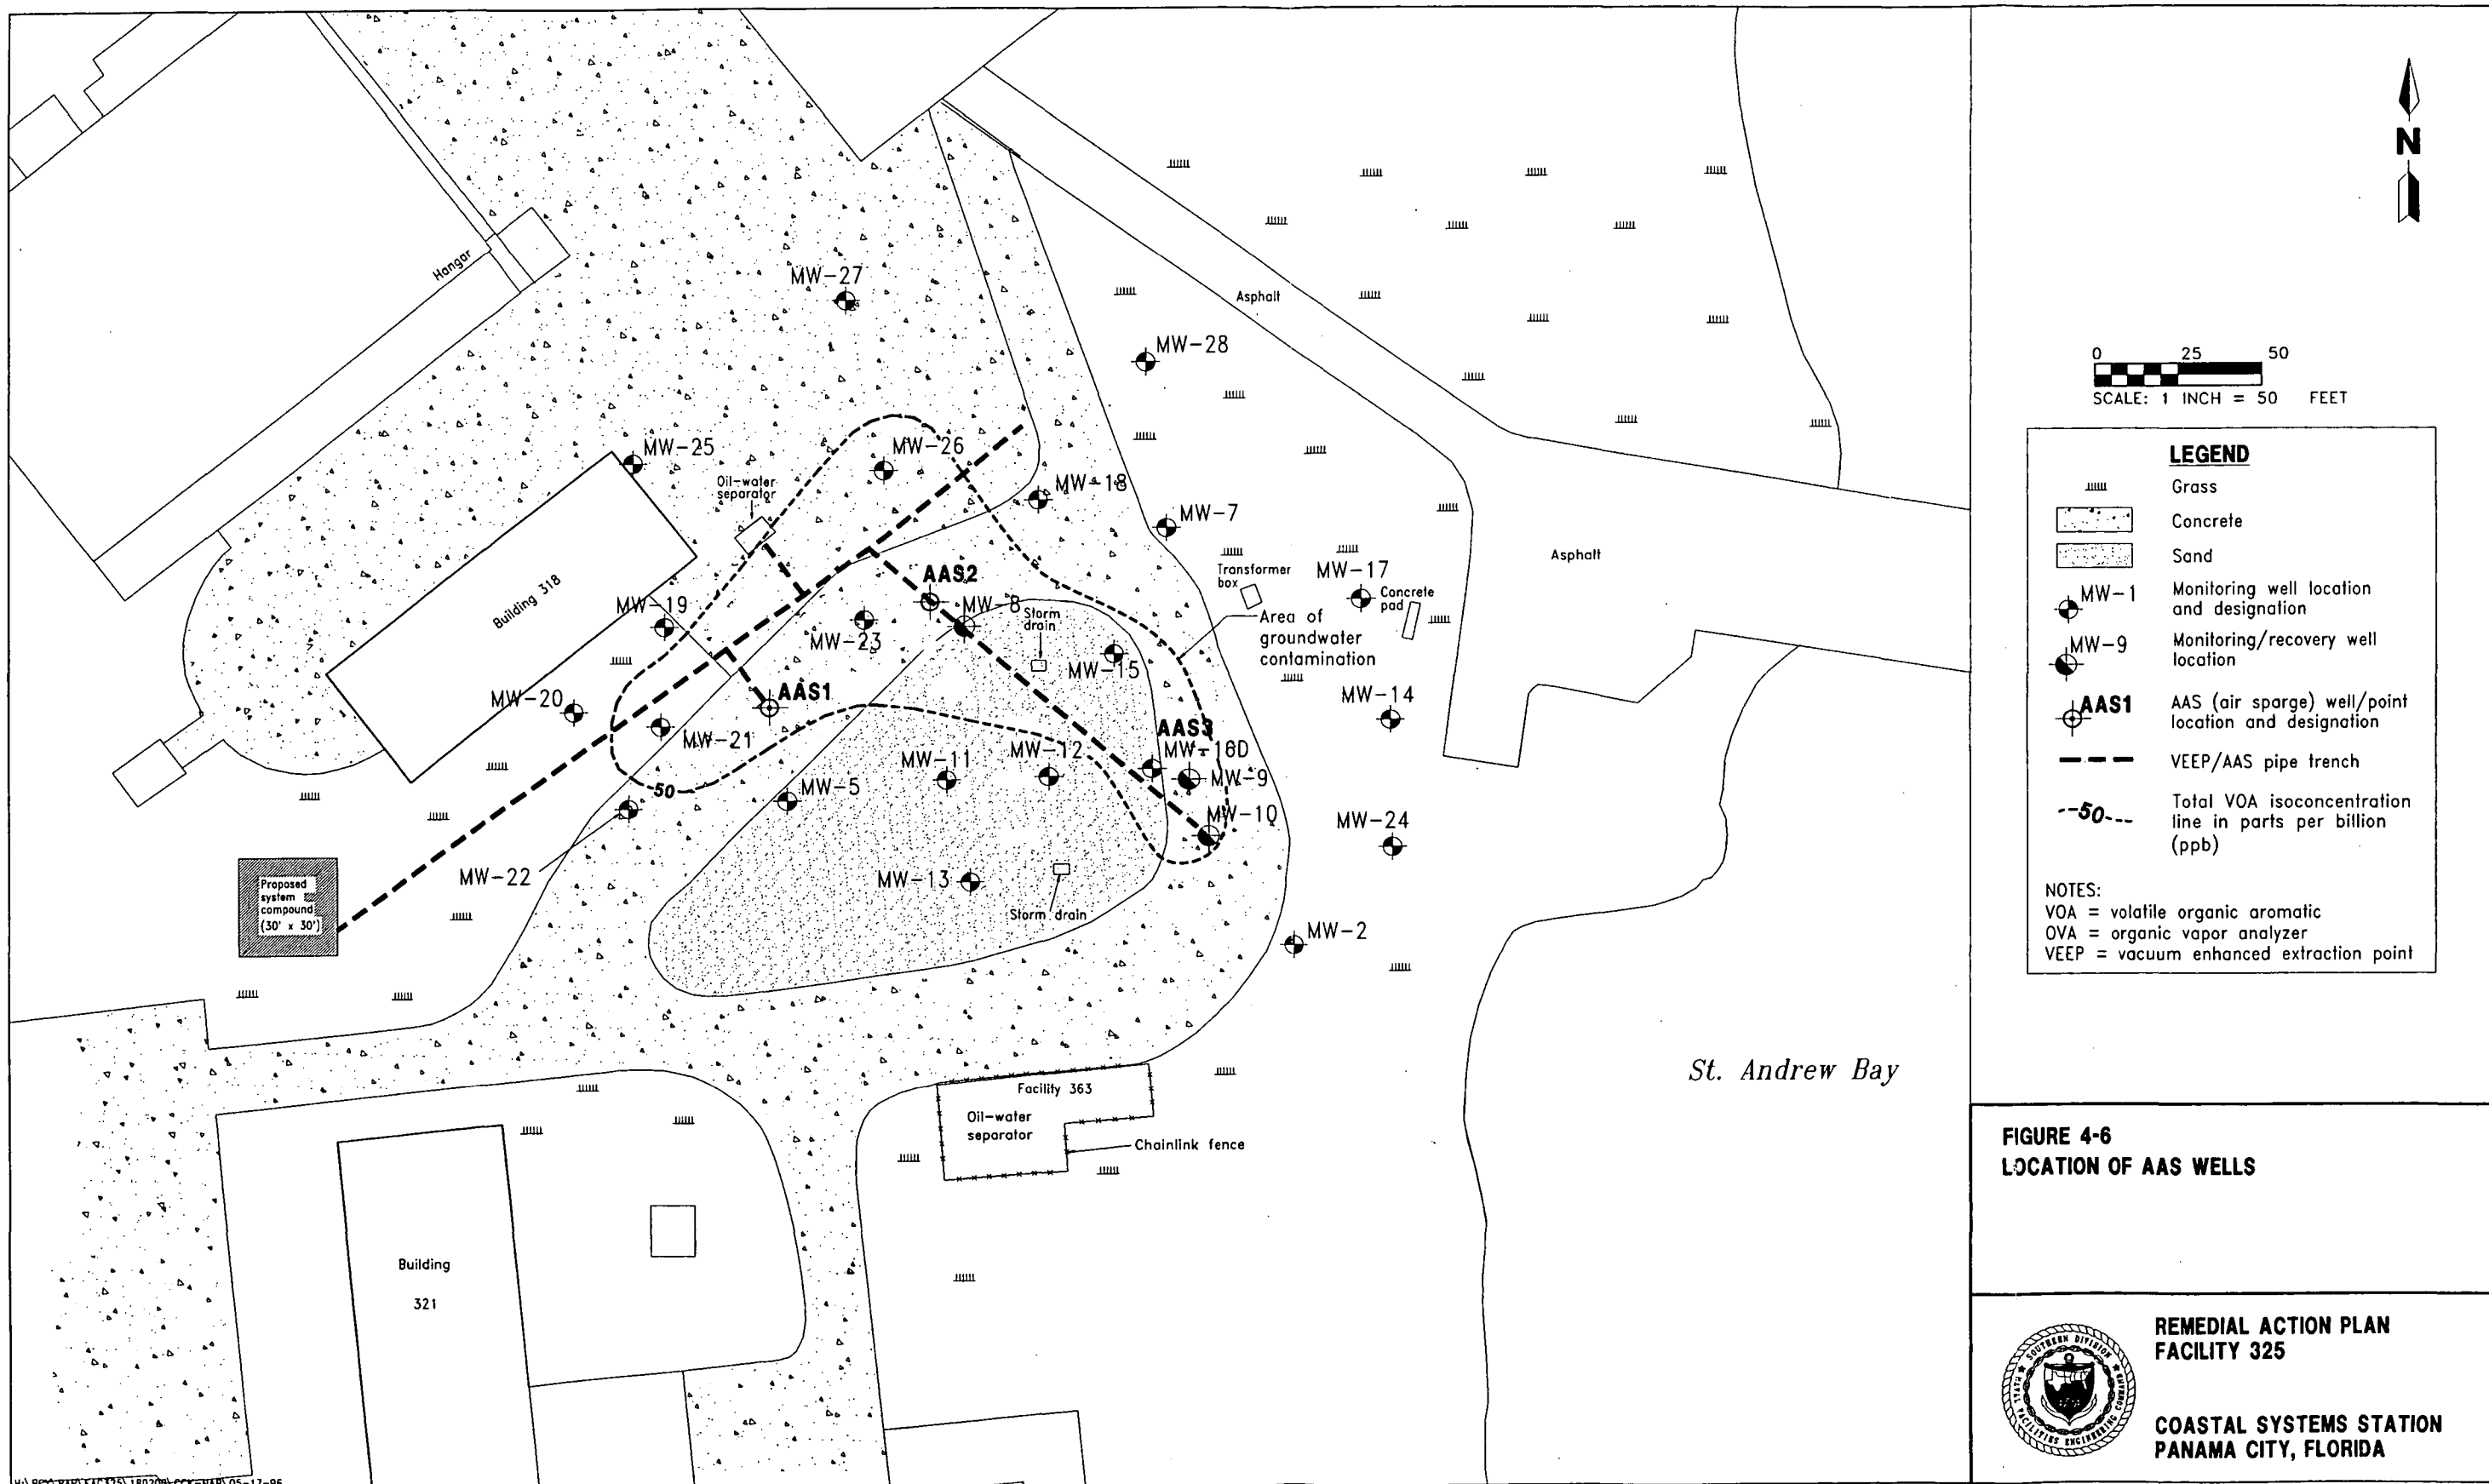 Hangar
MW-27
Asphalt
MW-28
MW-25
MW-26
Oil-water
separator
MW-18
MW-7
Asphalt
Building 318
MW-19
AAS2
MW-8
Storm
drain
MW-23
Transformer
box
MW-17
Concrete
pad
Area of
groundwater
contamination
MW-15
MW-20
AAS1
MW-14
MW-21
AAS3
MW-16D
MW-11
MW-12
MW-9
50
MW-5
MW-10
MW-24
MW-22
MW-13
Storm drain
Proposed
system
compound
(30' x 30')
MW-2
St. Andrew Bay
Facility 363
Oil-water
separator
Chainlink fence
Building
321
N
0 25 50
SCALE: 1 INCH = 50 FEET
LEGEND
Grass
Concrete
Sand
MW-1 Monitoring well location
and designation
MW-9 Monitoring/recovery well
location
AAS1 AAS (air sparge) well/point
location and designation
VEEP/AAS pipe trench
--50--- Total VOA isoconcentration
line in parts per billion
(ppb)
NOTES:
VOA = volatile organic aromatic
OVA = organic vapor analyzer
VEEP = vacuum enhanced extraction point
FIGURE 4-6
LOCATION OF AAS WELLS
SOUTHERN DIVISION
FACILITIES ENGINEERING COMMAND
REMEDIAL ACTION PLAN
FACILITY 325
COASTAL SYSTEMS STATION
PANAMA CITY, FLORIDA
05-17-96